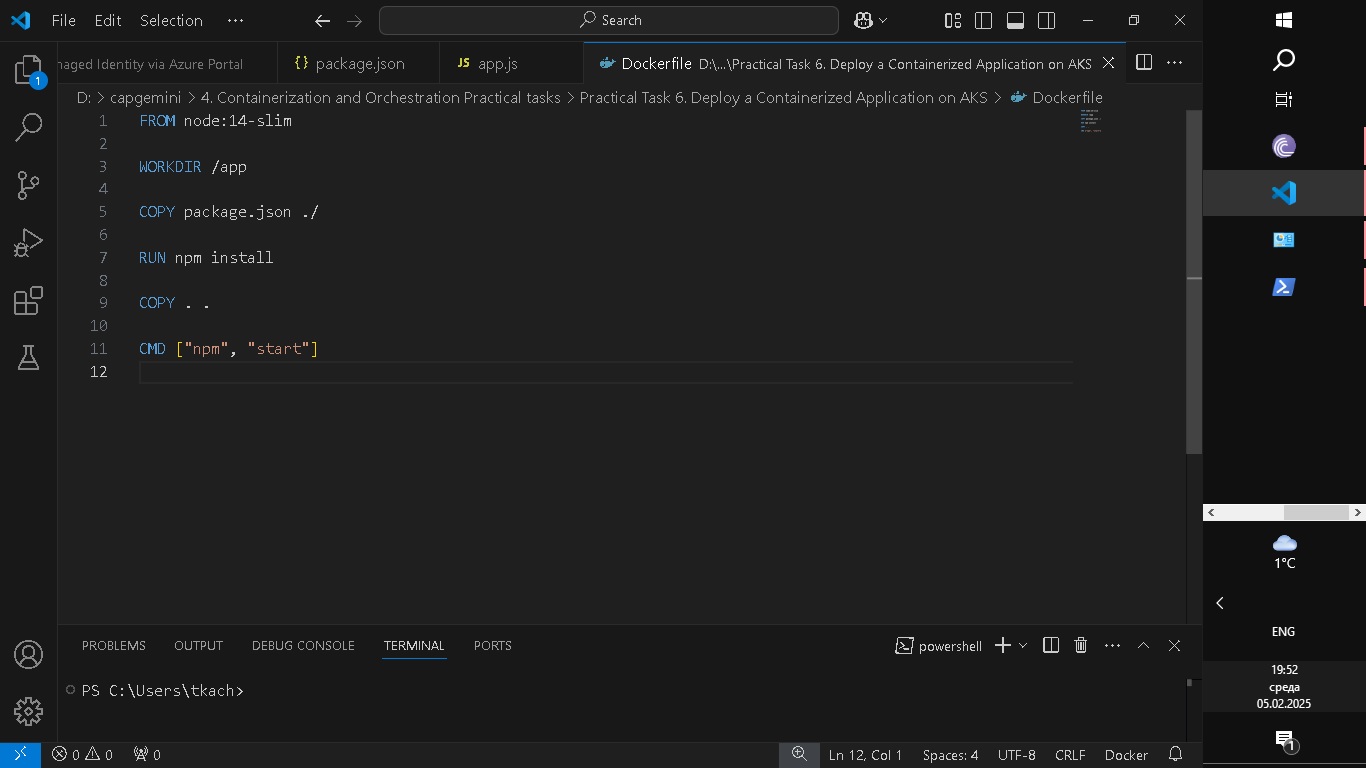 File Edit Selection ··· Search
naged Identity via Azure Portal {} package.json JS app.js Dockerfile D:\...\Practical Task 6. Deploy a Containerized Application on AKS
D: > capgemini > 4. Containerization and Orchestration Practical tasks > Practical Task 6. Deploy a Containerized Application on AKS > Dockerfile
1 FROM node:14-slim
2
3 WORKDIR /app
4
5 COPY package.json ./
6
7 RUN npm install
8
9 COPY . .
10
11 CMD ["npm", "start"]
12
1
PROBLEMS OUTPUT DEBUG CONSOLE TERMINAL PORTS powershell
PS C:\Users\tkach>
0 0 0 Ln 12, Col 1 Spaces: 4 UTF-8 CRLF Docker
1°C
ENG
19:52
среда
05.02.2025
1